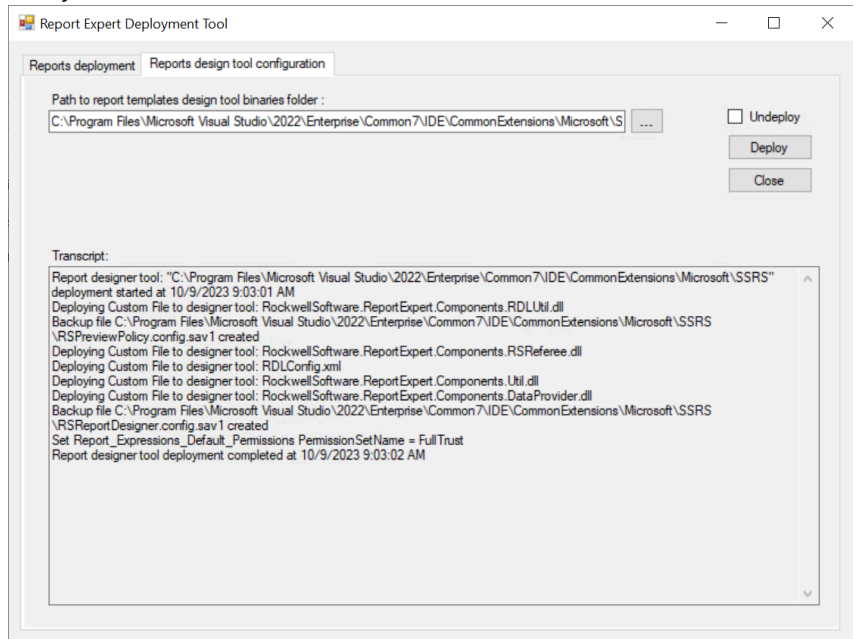 Report Expert Deployment Tool
Reports deployment
Reports design tool configuration
Path to report templates design tool binaries folder :
C:\Program Files\Microsoft Visual Studio\2022\Enterprise\Common7\IDE\CommonExtensions\Microsoft\S
...
Undeploy
Deploy
Close
Transcript:
Report designer tool: "C:\Program Files\Microsoft Visual Studio\2022\Enterprise\Common7\IDE\CommonExtensions\Microsoft\SSRS"
deployment started at 10/9/2023 9:03:01 AM
Deploying Custom File to designer tool: RockwellSoftware.ReportExpert.Components.RDLUtil.dll
Backup file C:\Program Files\Microsoft Visual Studio\2022\Enterprise\Common7\IDE\CommonExtensions\Microsoft\SSRS
\RSPreviewPolicy.config.sav1 created
Deploying Custom File to designer tool: RockwellSoftware.ReportExpert.Components.RSReferee.dll
Deploying Custom File to designer tool: RDLConfig.xml
Deploying Custom File to designer tool: RockwellSoftware.ReportExpert.Components.Util.dll
Deploying Custom File to designer tool: RockwellSoftware.ReportExpert.Components.DataProvider.dll
Backup file C:\Program Files\Microsoft Visual Studio\2022\Enterprise\Common7\IDE\CommonExtensions\Microsoft\SSRS
\RSReportDesigner.config.sav1 created
Set Report_Expressions_Default_Permissions PermissionSetName = FullTrust
Report designer tool deployment completed at 10/9/2023 9:03:02 AM